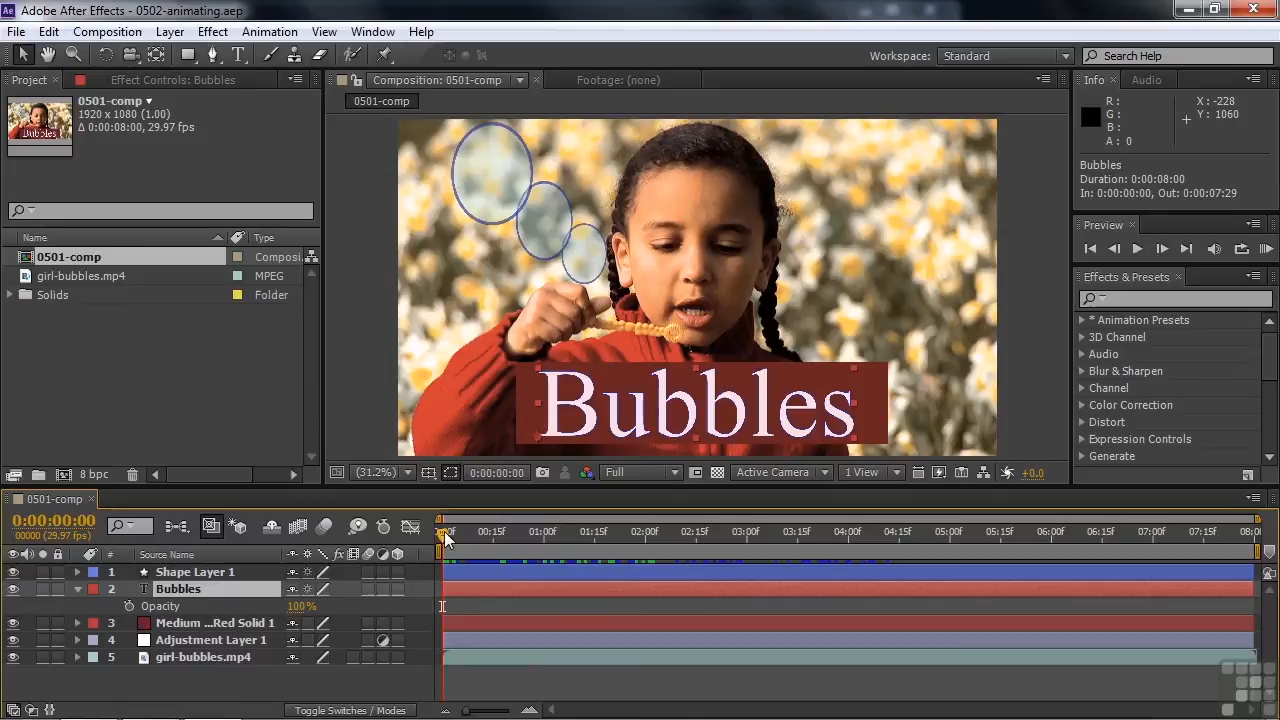 Adobe After Effects - 0502-animating.aep
File Edit Composition Layer Effect Animation View Window Help
Workspace: Standard Search Help
Project Effect Controls: Bubbles
0501-comp
1920 x 1080 (1.00)
Δ 0:00:08:00, 29.97 fps
Name Type
0501-comp Composi
girl-bubbles.mp4 MPEG
Solids Folder
8 bpc
Composition: 0501-comp Footage: (none)
0501-comp
Bubbles
(31.2%) 0:00:00:00 Full Active Camera 1 View +0.0
Info Audio
R : X : -228
G : Y : 1060
B :
A : 0
Bubbles
Duration: 0:00:08:00
In: 0:00:00:00, Out: 0:00:07:29
Preview
Effects & Presets
* Animation Presets
3D Channel
Audio
Blur & Sharpen
Channel
Color Correction
Distort
Expression Controls
Generate
0501-comp
0:00:00:00
00000 (29.97 fps)
00f 00:15f 01:00f 01:15f 02:00f 02:15f 03:00f 03:15f 04:00f 04:15f 05:00f 05:15f 06:00f 06:15f 07:00f 07:15f 08:0
# Source Name fx
1 Shape Layer 1
2 T Bubbles
Opacity 100%
3 Medium ...Red Solid 1
4 Adjustment Layer 1
5 girl-bubbles.mp4
Toggle Switches / Modes